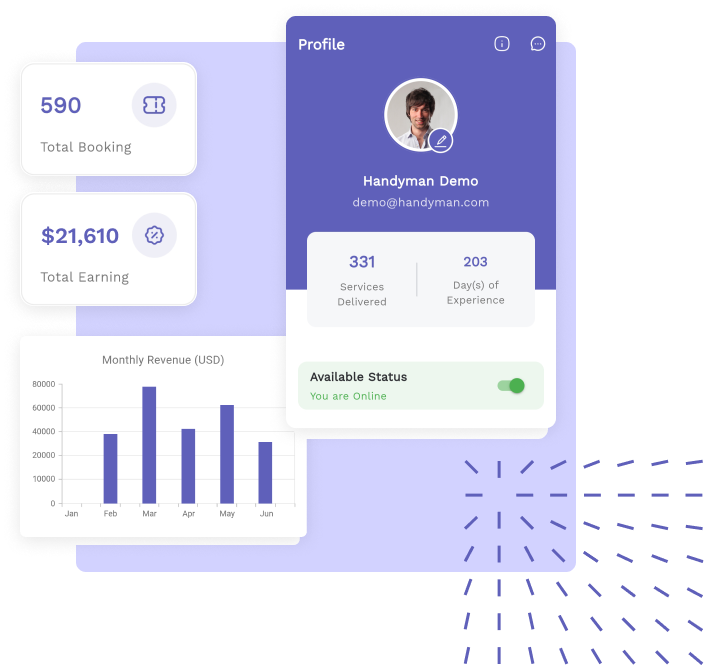 Profile
590
Total Booking
$21,610
Total Earning
Handyman Demo
demo@handyman.com
331
Services
Delivered
203
Day(s) of
Experience
Available Status
You are Online
Monthly Revenue (USD)
80000
60000
40000
20000
10000
0
Jan Feb Mar Apr May Jun